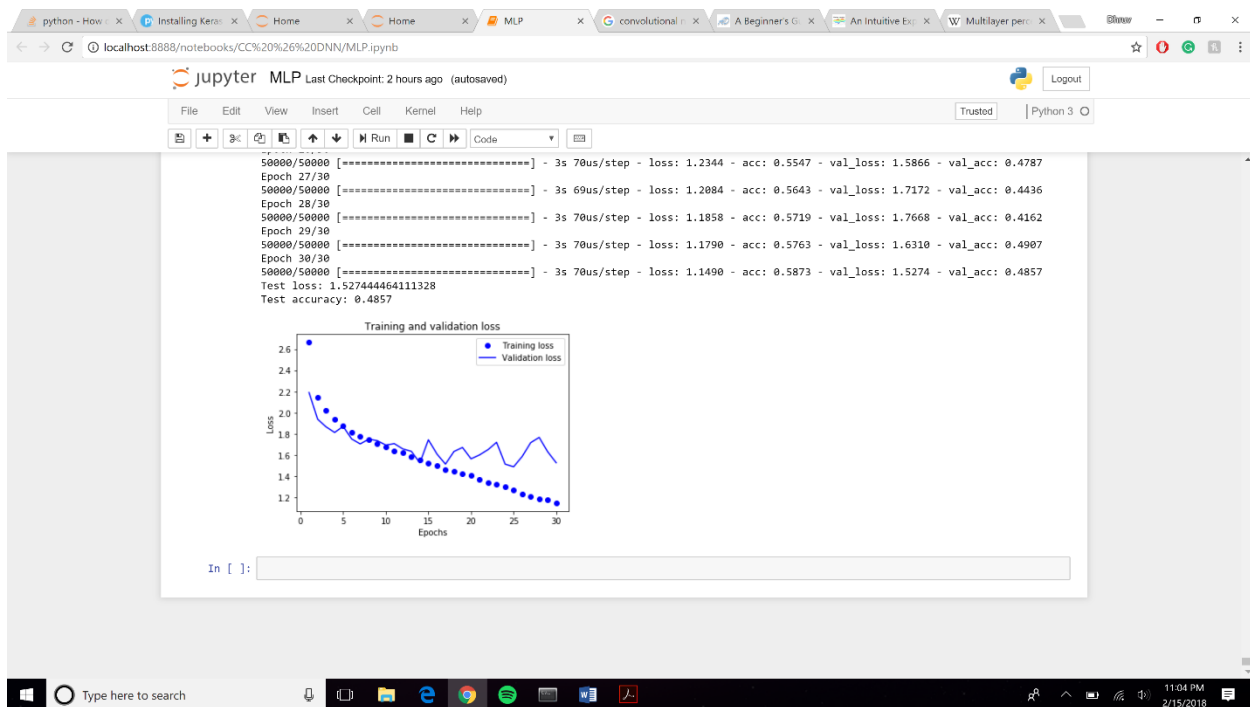 python - How
Installing Keras
Home
Home
MLP
convolutional n
A Beginner's G
An Intuitive Exp
Multilayer perc
localhost:8888/notebooks/CC%20%26%20DNN/MLP.ipynb
jupyter MLP Last Checkpoint: 2 hours ago (autosaved)
Logout
File Edit View Insert Cell Kernel Help
Trusted
Python 3
Run
Code
50000/50000 [==============================] - 3s 70us/step - loss: 1.2344 - acc: 0.5547 - val_loss: 1.5866 - val_acc: 0.4787
Epoch 27/30
50000/50000 [==============================] - 3s 69us/step - loss: 1.2084 - acc: 0.5643 - val_loss: 1.7172 - val_acc: 0.4436
Epoch 28/30
50000/50000 [==============================] - 3s 70us/step - loss: 1.1858 - acc: 0.5719 - val_loss: 1.7668 - val_acc: 0.4162
Epoch 29/30
50000/50000 [==============================] - 3s 70us/step - loss: 1.1790 - acc: 0.5763 - val_loss: 1.6310 - val_acc: 0.4907
Epoch 30/30
50000/50000 [==============================] - 3s 70us/step - loss: 1.1490 - acc: 0.5873 - val_loss: 1.5274 - val_acc: 0.4857
Test loss: 1.527444464111328
Test accuracy: 0.4857
Training and validation loss
Training loss
Validation loss
2.6
2.4
2.2
2.0
1.8
1.6
1.4
1.2
Loss
0 5 10 15 20 25 30
Epochs
In [ ]:
Type here to search
11:04 PM
2/15/2018